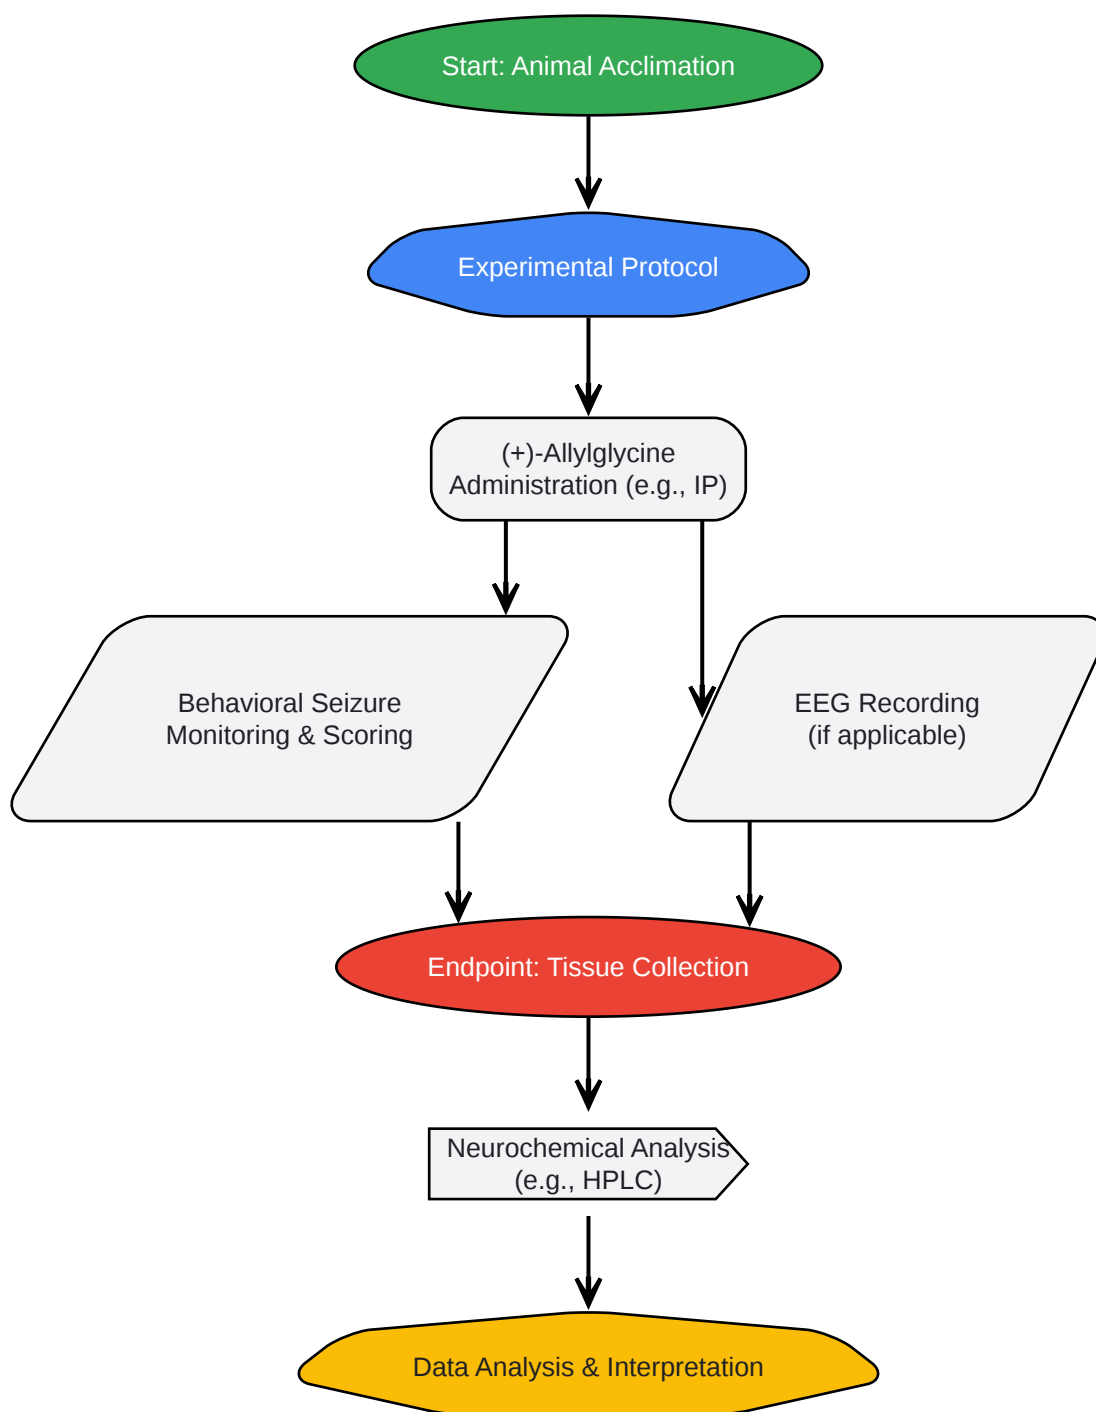 Start: Animal Acclimation
Experimental Protocol
(+)-Allylglycine
Administration (e.g., IP)
Behavioral Seizure
Monitoring & Scoring
EEG Recording
(if applicable)
Endpoint: Tissue Collection
Neurochemical Analysis
(e.g., HPLC)
Data Analysis & Interpretation